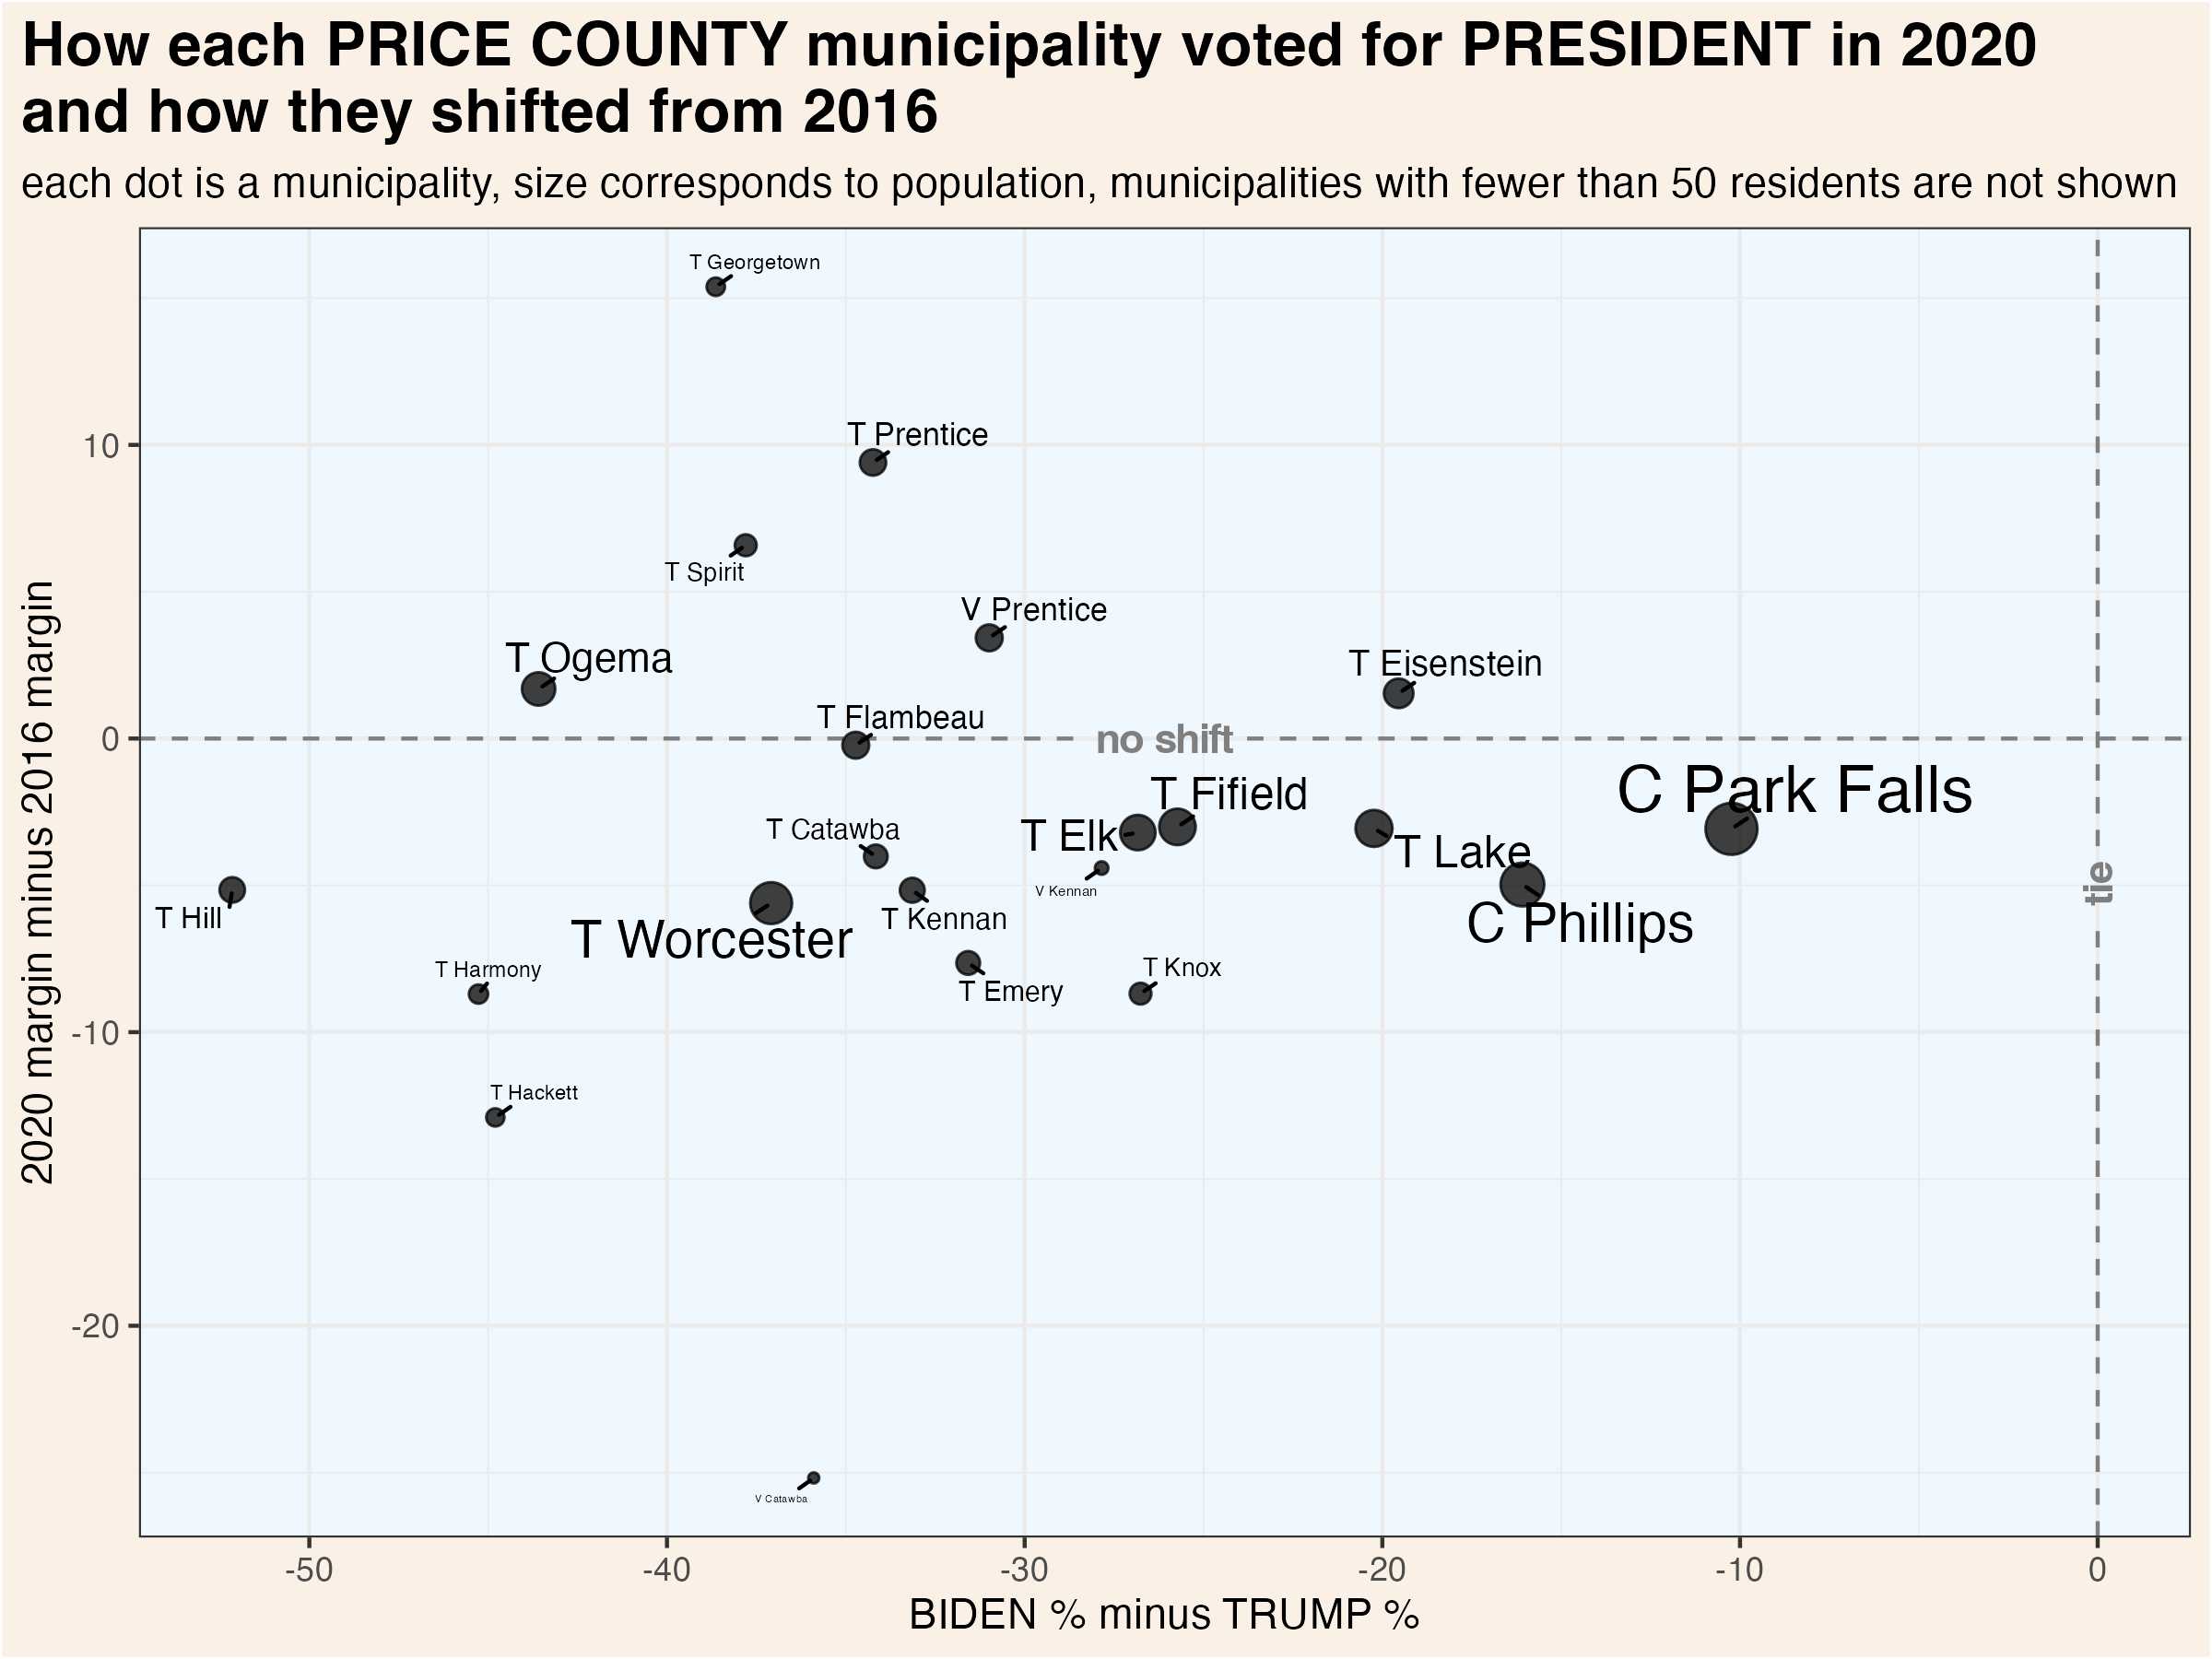 How each PRICE COUNTY municipality voted for PRESIDENT in 2020
and how they shifted from 2016
each dot is a municipality, size corresponds to population, municipalities with fewer than 50 residents are not shown
T Georgetown
10
T Prentice
T Spirit
V Prentice
T Ogema
T Eisenstein
T Flambeau
0
no shift
C Park Falls
T Fifield
T Catawba
T Elk
T Lake
tie
V Kennan
T Hill
T Kennan
C Phillips
T Worcester
T Harmony
T Knox
T Emery
-10
T Hackett
-20
V Catawba
2020 margin minus 2016 margin
-50
-40
-30
-20
-10
0
BIDEN % minus TRUMP %